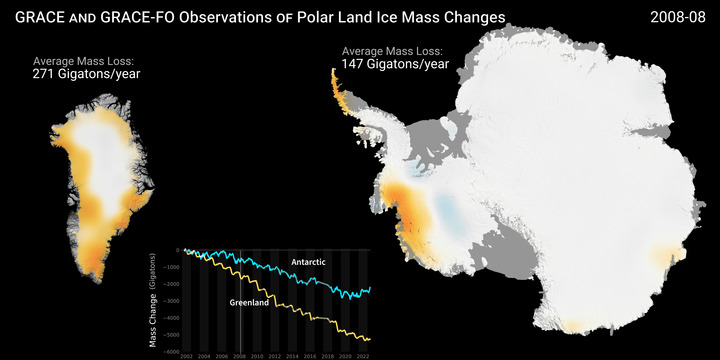 GRACE AND GRACE-FO Observations OF Polar Land Ice Mass Changes
2008-08
Average Mass Loss:
271 Gigatons/year
Average Mass Loss:
147 Gigatons/year
Mass Change (Gigatons)
0
−1000
−2000
−3000
−4000
−5000
−6000
Antarctic
Greenland
2002 2004 2006 2008 2010 2012 2014 2016 2018 2020 2022